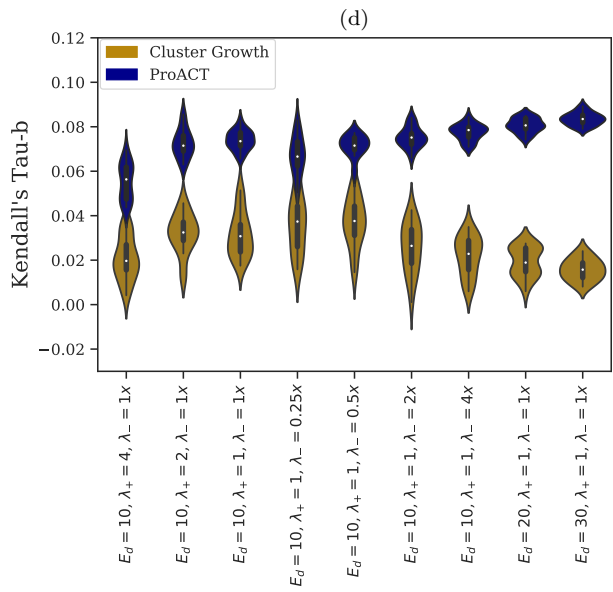 (d)
Kendall's Tau-b
0.12
0.10
0.08
0.06
0.04
0.02
0.00
−0.02
Cluster Growth
ProACT
E_d = 10, λ_+ = 4, λ_− = 1x
E_d = 10, λ_+ = 2, λ_− = 1x
E_d = 10, λ_+ = 1, λ_− = 1x
E_d = 10, λ_+ = 1, λ_− = 0.25x
E_d = 10, λ_+ = 1, λ_− = 0.5x
E_d = 10, λ_+ = 1, λ_− = 2x
E_d = 10, λ_+ = 1, λ_− = 4x
E_d = 20, λ_+ = 1, λ_− = 1x
E_d = 30, λ_+ = 1, λ_− = 1x